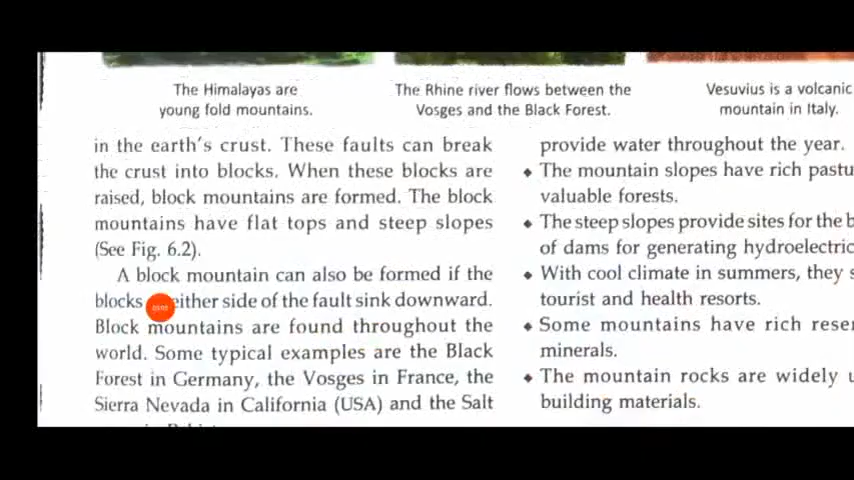 The Himalayas are
young fold mountains.
The Rhine river flows between the
Vosges and the Black Forest.
Vesuvius is a volcanic
mountain in Italy.
in the earth's crust. These faults can break
the crust into blocks. When these blocks are
raised, block mountains are formed. The block
mountains have flat tops and steep slopes
(See Fig. 6.2).
A block mountain can also be formed if the
blocks either side of the fault sink downward.
Block mountains are found throughout the
world. Some typical examples are the Black
Forest in Germany, the Vosges in France, the
Sierra Nevada in California (USA) and the Salt
provide water throughout the year.
♦ The mountain slopes have rich pastu
valuable forests.
♦ The steep slopes provide sites for the b
of dams for generating hydroelectric
♦ With cool climate in summers, they s
tourist and health resorts.
♦ Some mountains have rich reser
minerals.
♦ The mountain rocks are widely u
building materials.